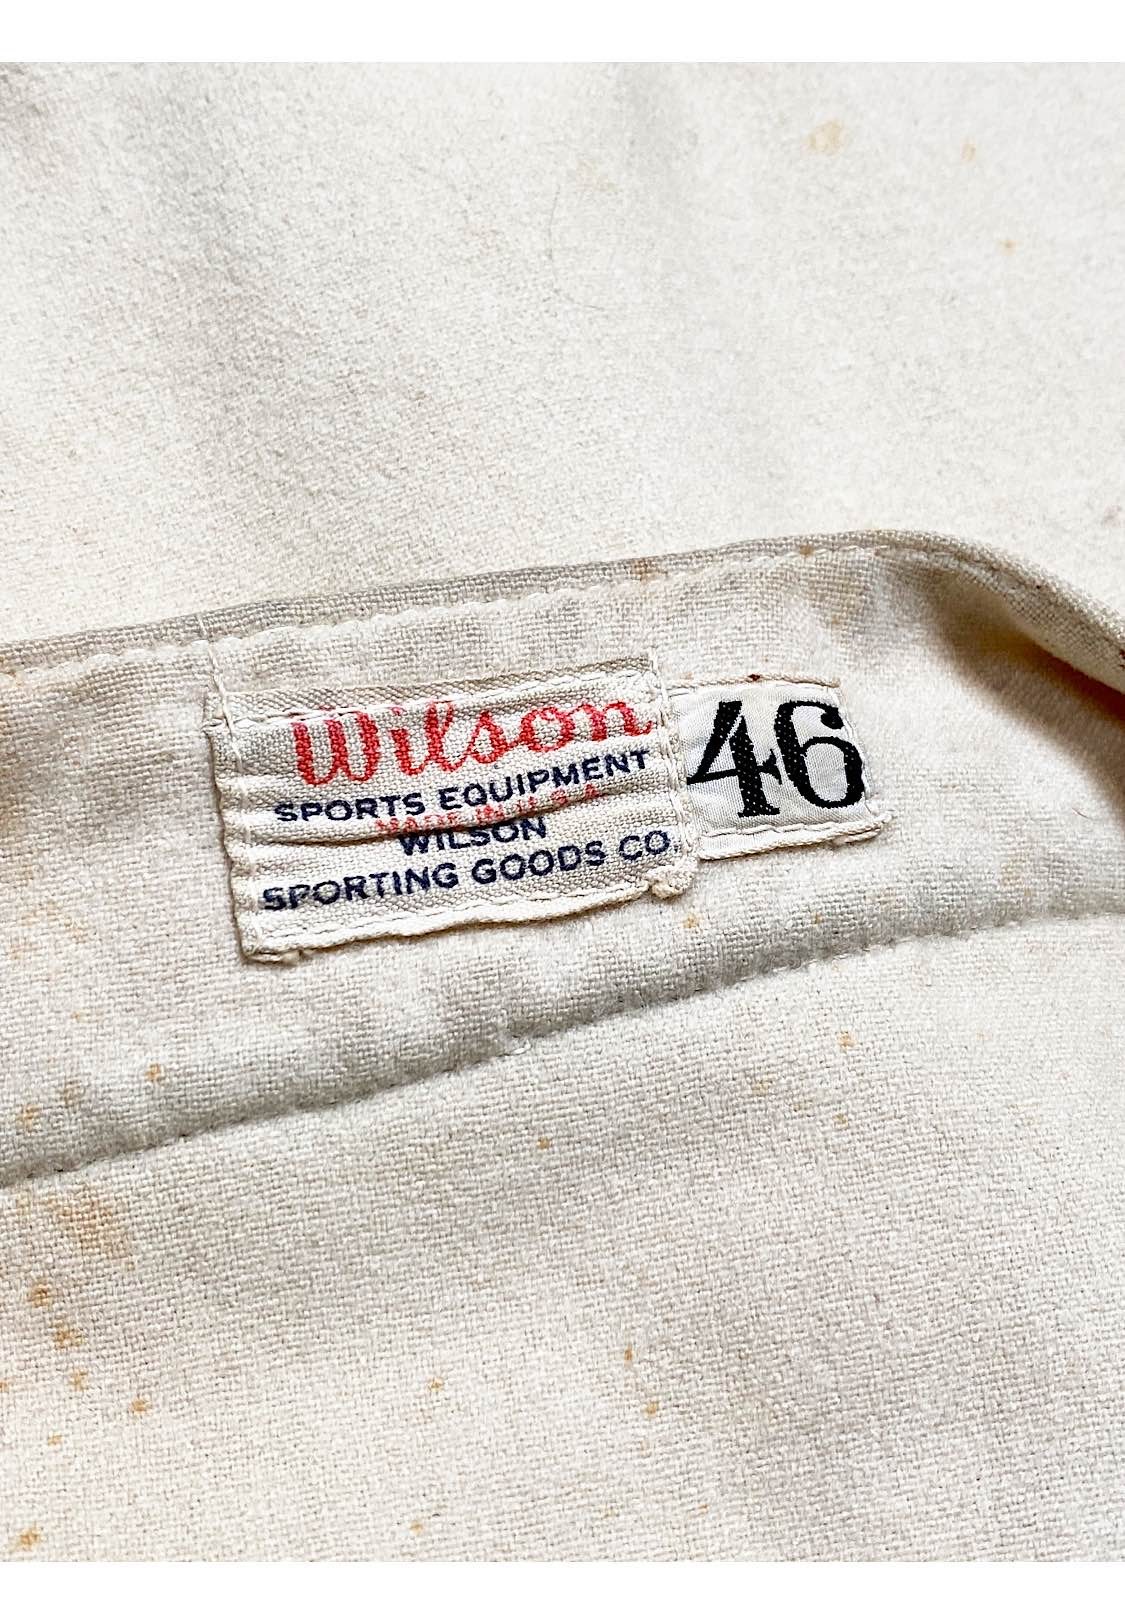 Wilson
SPORTS EQUIPMENT
MADE IN U.S.A.
WILSON
SPORTING GOODS CO.
46